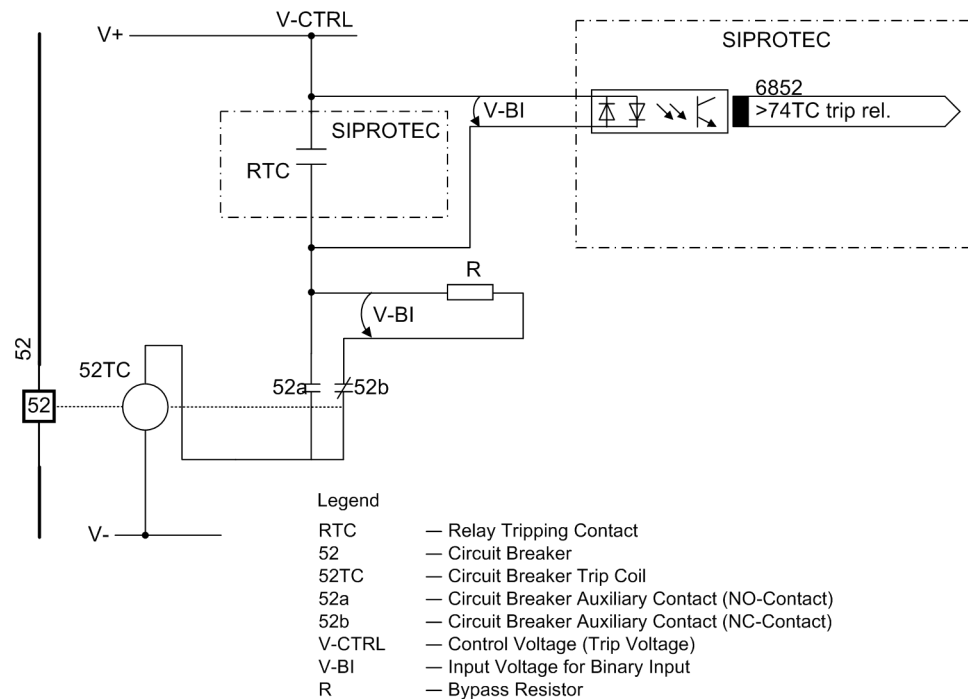 V-CTRL
V+
SIPROTEC
6852
>74TC trip rel.
V-BI
SIPROTEC
RTC
R
V-BI
52
52TC
52a
52b
52
V-
Legend
RTC — Relay Tripping Contact
52 — Circuit Breaker
52TC — Circuit Breaker Trip Coil
52a — Circuit Breaker Auxiliary Contact (NO-Contact)
52b — Circuit Breaker Auxiliary Contact (NC-Contact)
V-CTRL — Control Voltage (Trip Voltage)
V-BI — Input Voltage for Binary Input
R — Bypass Resistor